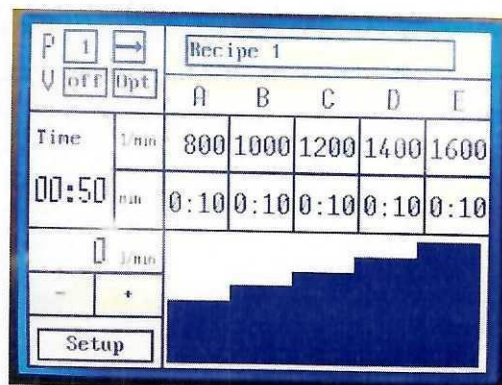 P 1 → Recipe 1
V off Opt
A B C D E
Time 1/min 800 1000 1200 1400 1600
00:50 min 0:10 0:10 0:10 0:10 0:10
0 1/min
- +
Setup